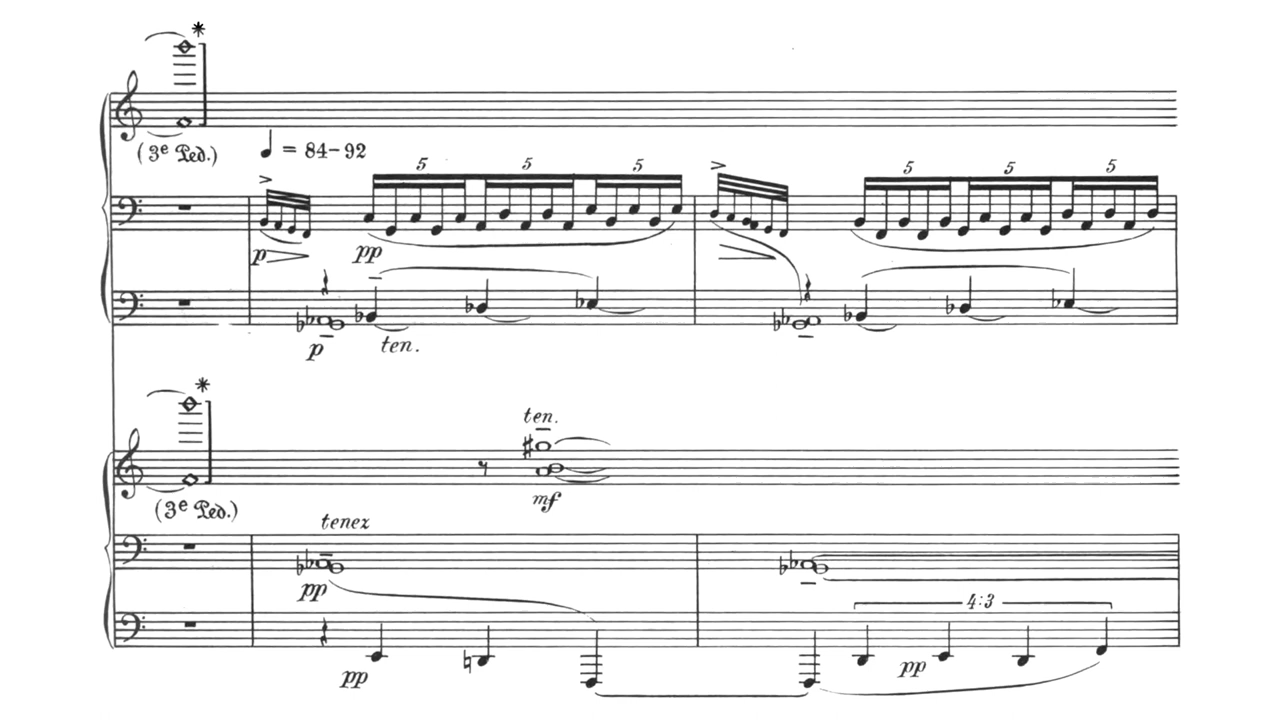 *
(3e Ped.)
♩ = 84–92
5 5 5 5 5 5
p pp
p ten.
*
ten.
(3e Ped.)
mf
tenez
pp
4:3
pp pp